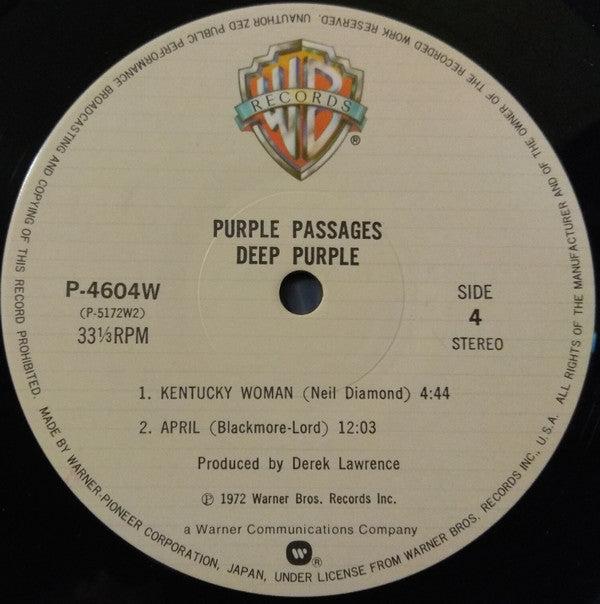 WB
RECORDS
®
PURPLE PASSAGES
DEEP PURPLE
P-4604W
(P-5172W2)
33⅓RPM
SIDE
4
STEREO
1. KENTUCKY WOMAN (Neil Diamond) 4:44
2. APRIL (Blackmore-Lord) 12:03
Produced by Derek Lawrence
Ⓟ 1972 Warner Bros. Records Inc.
a Warner Communications Company
®
MADE BY WARNER-PIONEER CORPORATION, JAPAN, UNDER LICENSE FROM WARNER BROS. RECORDS INC., U.S.A. ALL RIGHTS OF THE MANUFACTURER AND OF THE OWNER OF THE RECORDED WORK RESERVED. UNAUTHORIZED PUBLIC PERFORMANCE BROADCASTING AND COPYING OF THIS RECORD PROHIBITED.